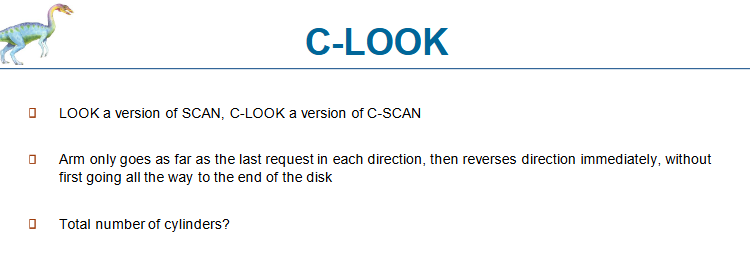 C-LOOK
LOOK a version of SCAN, C-LOOK a version of C-SCAN
Arm only goes as far as the last request in each direction, then reverses direction immediately, without
first going all the way to the end of the disk
Total number of cylinders?